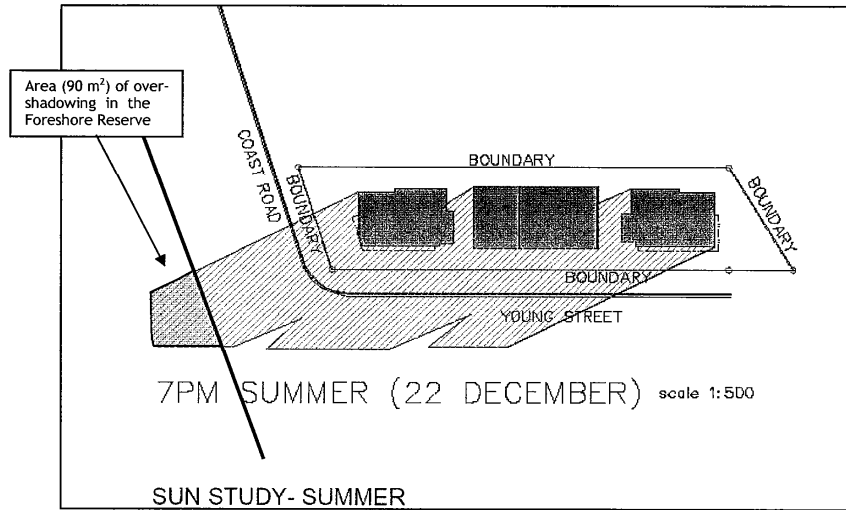 Area (90 m²) of over-
shadowing in the
Foreshore Reserve
COAST ROAD
BOUNDARY
BOUNDARY
BOUNDARY
BOUNDARY
YOUNG STREET
7PM SUMMER (22 DECEMBER) scale 1:500
SUN STUDY- SUMMER